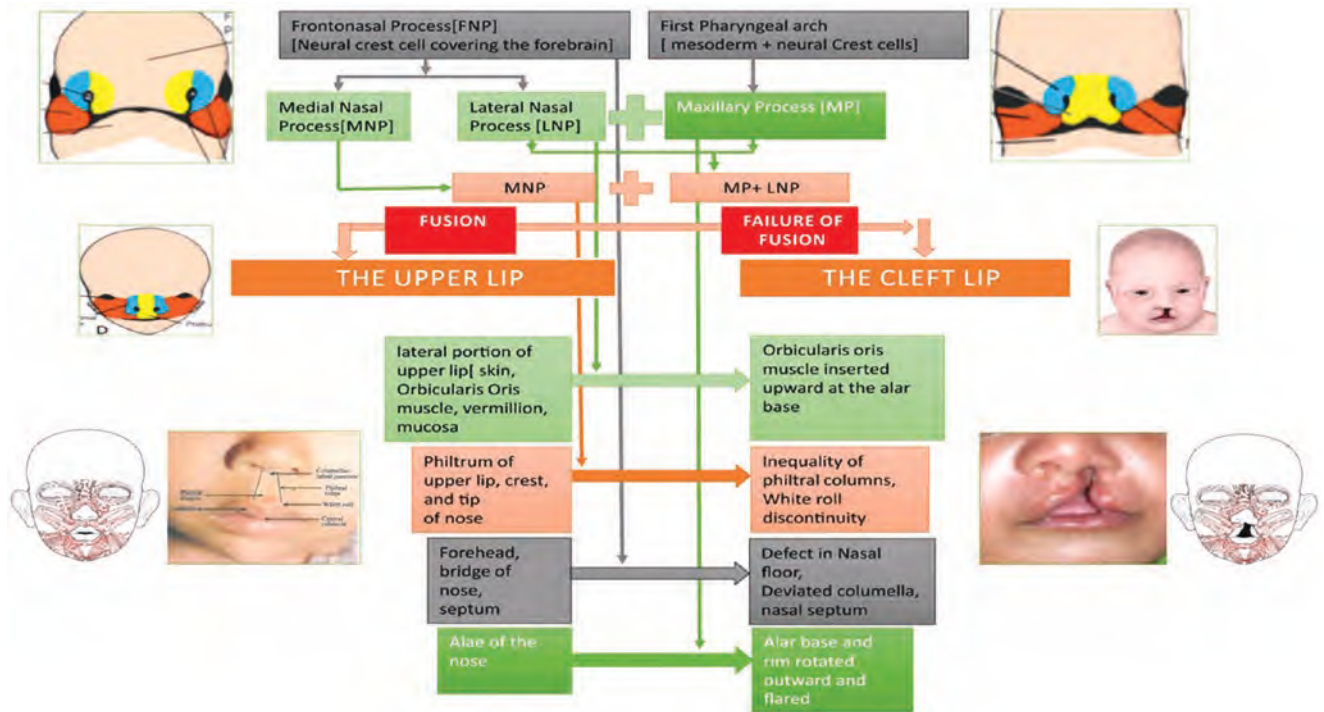 Frontonasal Process[FNP]
[Neural crest cell covering the forebrain]
First Pharyngeal arch
[ mesoderm + neural Crest cells]
F
P
Medial Nasal
Process[MNP]
Lateral Nasal
Process [LNP]
Maxillary Process [MP]
MNP
MP+ LNP
FUSION
FAILURE OF
FUSION
THE UPPER LIP
THE CLEFT LIP
D
lateral portion of
upper lip[ skin,
Orbicularis Oris
muscle, vermillion,
mucosa
Orbicularis oris
muscle inserted
upward at the alar
base
Philtrum of
upper lip, crest,
and tip
of nose
Inequality of
philtral columns,
White roll
discontinuity
Philtral
ridge
White roll
Forehead,
bridge of
nose,
septum
Defect in Nasal
floor,
Deviated columella,
nasal septum
Alae of the
nose
Alar base and
rim rotated
outward and
flared